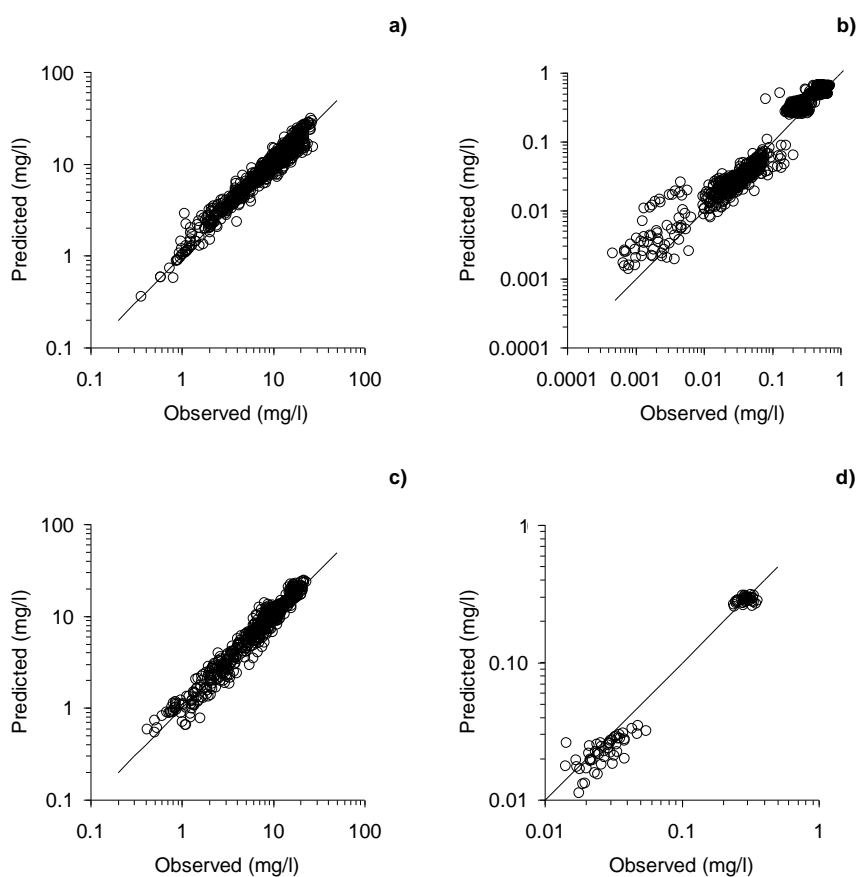 a)
100
10
1
0.1
Predicted (mg/l)
0.1 1 10 100
Observed (mg/l)
b)
1
0.1
0.01
0.001
0.0001
Predicted (mg/l)
0.0001 0.001 0.01 0.1 1
Observed (mg/l)
c)
100
10
1
0.1
Predicted (mg/l)
0.1 1 10 100
Observed (mg/l)
d)
1
0.10
0.01
Predicted (mg/l)
0.01 0.1 1
Observed (mg/l)